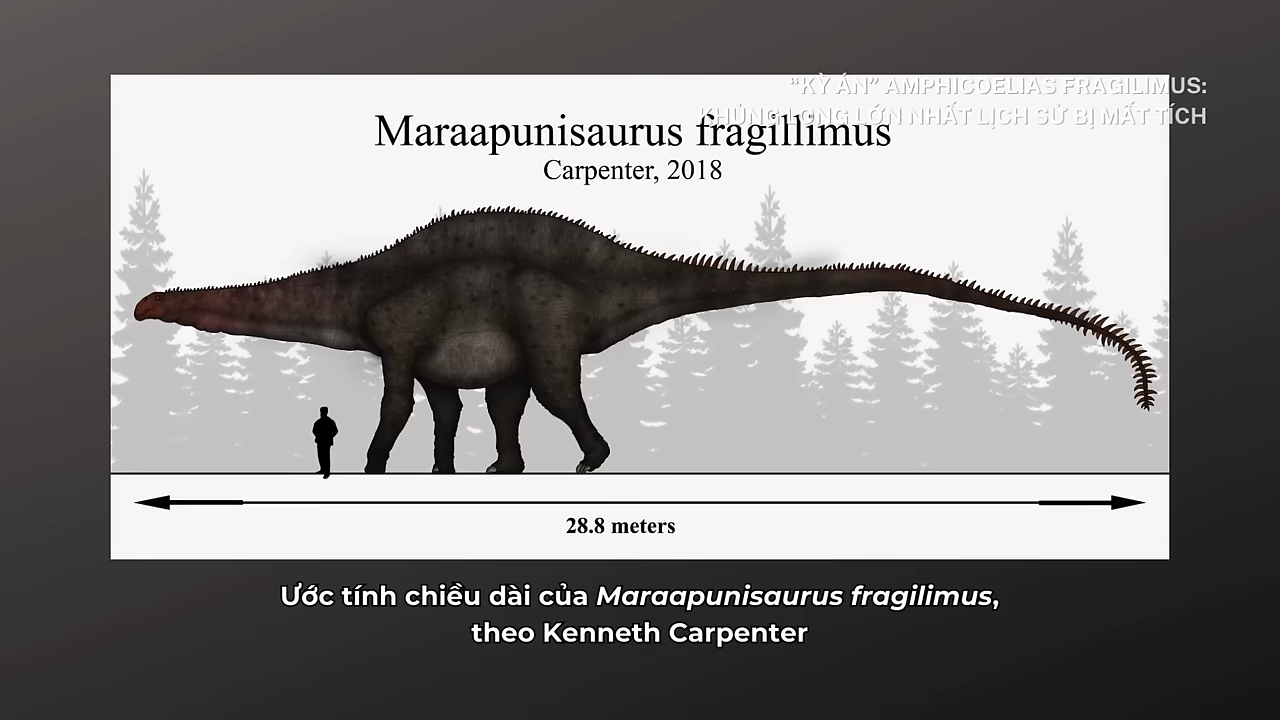 “KỲ ÁN” AMPHICOELIAS FRAGILIMUS:
KHỦNG LONG LỚN NHẤT LỊCH SỬ BỊ MẤT TÍCH
Maraapunisaurus fragillimus
Carpenter, 2018
28.8 meters
Ước tính chiều dài của Maraapunisaurus fragilimus,
theo Kenneth Carpenter